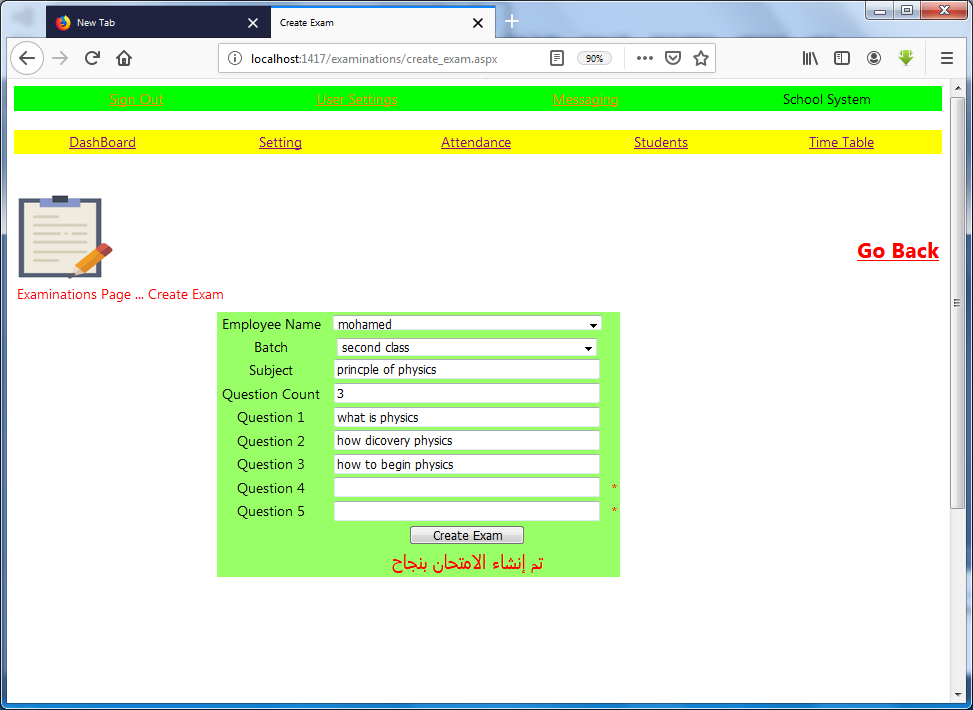 New Tab
Create Exam
localhost:1417/examinations/create_exam.aspx
90%
Sign Out User Settings Messaging School System
DashBoard Setting Attendance Students Time Table
Go Back
Examinations Page ... Create Exam
Employee Name mohamed
Batch second class
Subject princple of physics
Question Count 3
Question 1 what is physics
Question 2 how dicovery physics
Question 3 how to begin physics
Question 4 *
Question 5 *
Create Exam
تم إنشاء الامتحان بنجاح